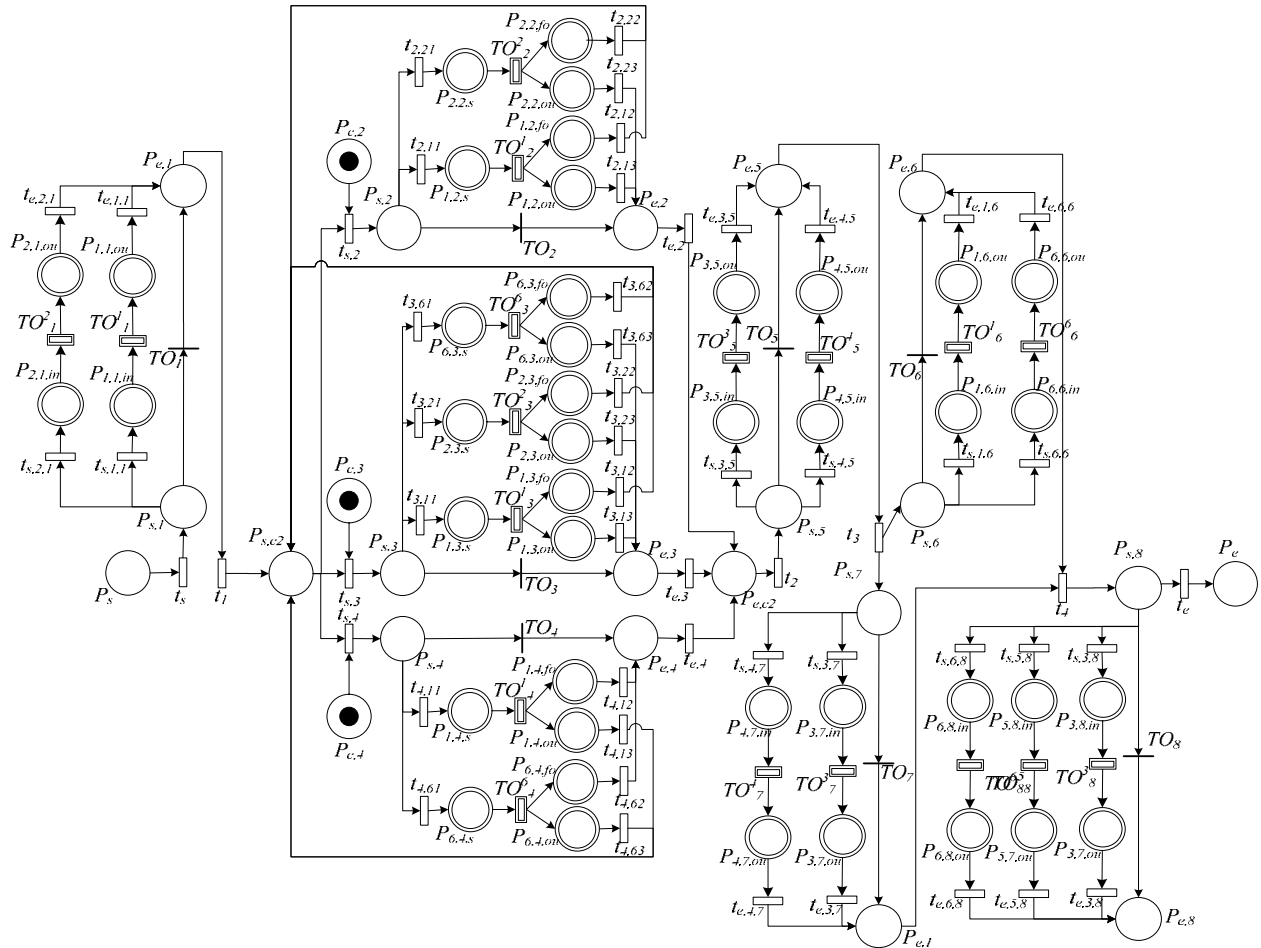 P_{e,1}
t_{e,2,1}
t_{e,1,1}
P_{2,1,ou}
P_{1,1,ou}
TO^2_1
TO^1_1
TO_1
P_{2,1,in}
P_{1,1,in}
t_{s,2,1}
t_{s,1,1}
P_{s,1}
P_s
t_s
t_1
P_{s,c2}
P_{c,2}
t_{s,2}
P_{s,2}
t_{2,21}
P_{2,2,s}
TO^2_2
P_{2,2,fo}
t_{2,22}
t_{2,23}
P_{2,2,ou}
t_{2,11}
P_{1,2,s}
TO^1_2
P_{1,2,fo}
t_{2,12}
t_{2,13}
P_{1,2,ou}
TO_2
P_{e,2}
t_{e,2}
t_{3,61}
P_{6,3,s}
TO^6_3
P_{6,3,fo}
t_{3,62}
t_{3,63}
P_{6,3,ou}
t_{3,21}
P_{2,3,s}
TO^2_3
P_{2,3,fo}
t_{3,22}
t_{3,23}
P_{2,3,ou}
P_{c,3}
t_{3,11}
P_{1,3,s}
TO^1_3
P_{1,3,fo}
t_{3,12}
t_{3,13}
P_{1,3,ou}
P_{s,3}
t_{s,3}
TO_3
P_{e,3}
t_{e,3}
P_{e,c2}
t_2
t_{s,4}
P_{s,4}
TO_4
P_{e,4}
t_{e,4}
P_{c,4}
t_{4,11}
P_{1,4,s}
TO^1_4
P_{1,4,fo}
t_{4,12}
P_{1,4,ou}
t_{4,13}
t_{4,61}
P_{6,4,s}
TO^6_4
P_{6,4,fo}
t_{4,62}
P_{6,4,ou}
t_{4,63}
P_{e,5}
t_{e,3,5}
t_{e,4,5}
P_{3,5,ou}
P_{4,5,ou}
TO^3_5
TO_5
TO^4_5
P_{3,5,in}
P_{4,5,in}
t_{s,3,5}
t_{s,4,5}
P_{s,5}
t_3
P_{e,6}
t_{e,1,6}
t_{e,6,6}
P_{1,6,ou}
P_{6,6,ou}
TO_6
TO^1_6
TO^6_6
P_{1,6,in}
P_{6,6,in}
t_{s,1,6}
t_{s,6,6}
P_{s,6}
P_{s,7}
t_{s,4,7}
t_{s,3,7}
P_{4,7,in}
P_{3,7,in}
TO^4_7
TO^3_7
TO_7
P_{4,7,ou}
P_{3,7,ou}
t_{e,4,7}
t_{e,3,7}
P_{e,1}
t_4
P_{s,8}
t_e
P_e
t_{s,6,8}
t_{s,5,8}
t_{s,3,8}
P_{6,8,in}
P_{5,8,in}
P_{3,8,in}
TO^3_8
TO_8
P_{6,8,ou}
P_{5,7,ou}
P_{3,7,ou}
t_{e,6,8}
t_{e,5,8}
t_{e,3,8}
P_{e,8}